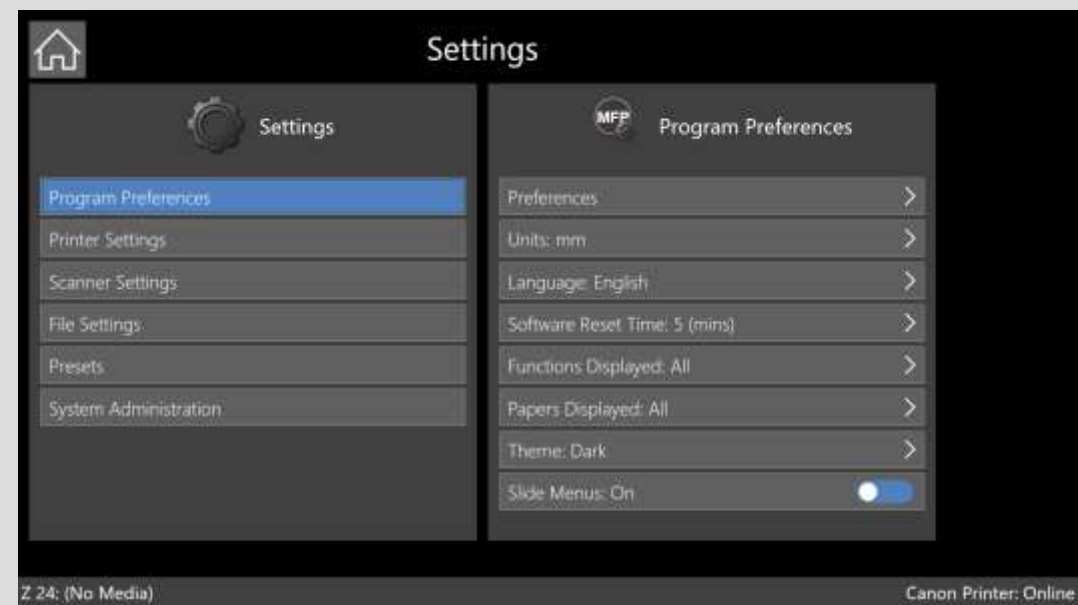 Settings
Settings
Program Preferences
Printer Settings
Scanner Settings
File Settings
Presets
System Administration
MFP
Program Preferences
Preferences
Units: mm
Language: English
Software Reset Time: 5 (mins)
Functions Displayed: All
Papers Displayed: All
Theme: Dark
Slide Menus: On
Z 24: (No Media)
Canon Printer: Online